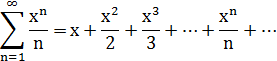 ∑_{n=1}^{∞} xⁿ/n = x + x²/2 + x³/3 + ⋯ + xⁿ/n + ⋯